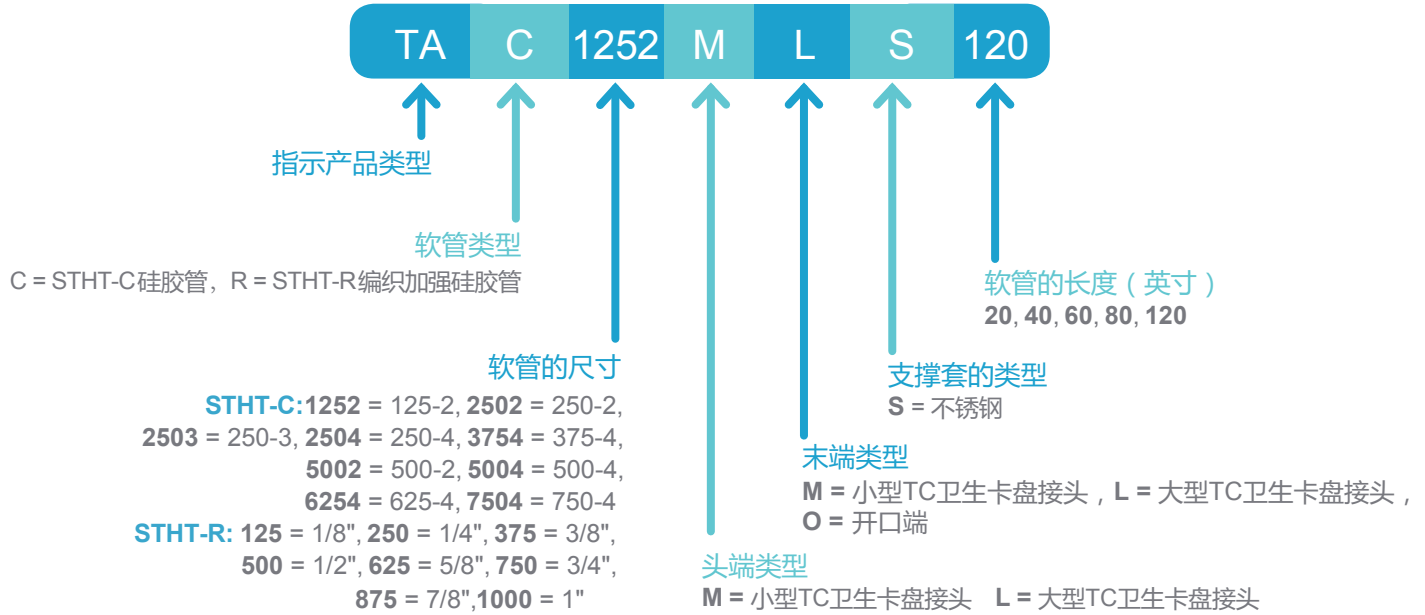 TA C 1252 M L S 120
指示产品类型
软管类型
C = STHT-C硅胶管，R = STHT-R编织加强硅胶管
软管的长度（英寸）
20, 40, 60, 80, 120
软管的尺寸
STHT-C:1252 = 125-2, 2502 = 250-2,
2503 = 250-3, 2504 = 250-4, 3754 = 375-4,
5002 = 500-2, 5004 = 500-4,
6254 = 625-4, 7504 = 750-4
STHT-R: 125 = 1/8", 250 = 1/4", 375 = 3/8",
500 = 1/2", 625 = 5/8", 750 = 3/4",
875 = 7/8",1000 = 1"
支撑套的类型
S = 不锈钢
末端类型
M = 小型TC卫生卡盘接头，L = 大型TC卫生卡盘接头，
O = 开口端
头端类型
M = 小型TC卫生卡盘接头 L = 大型TC卫生卡盘接头